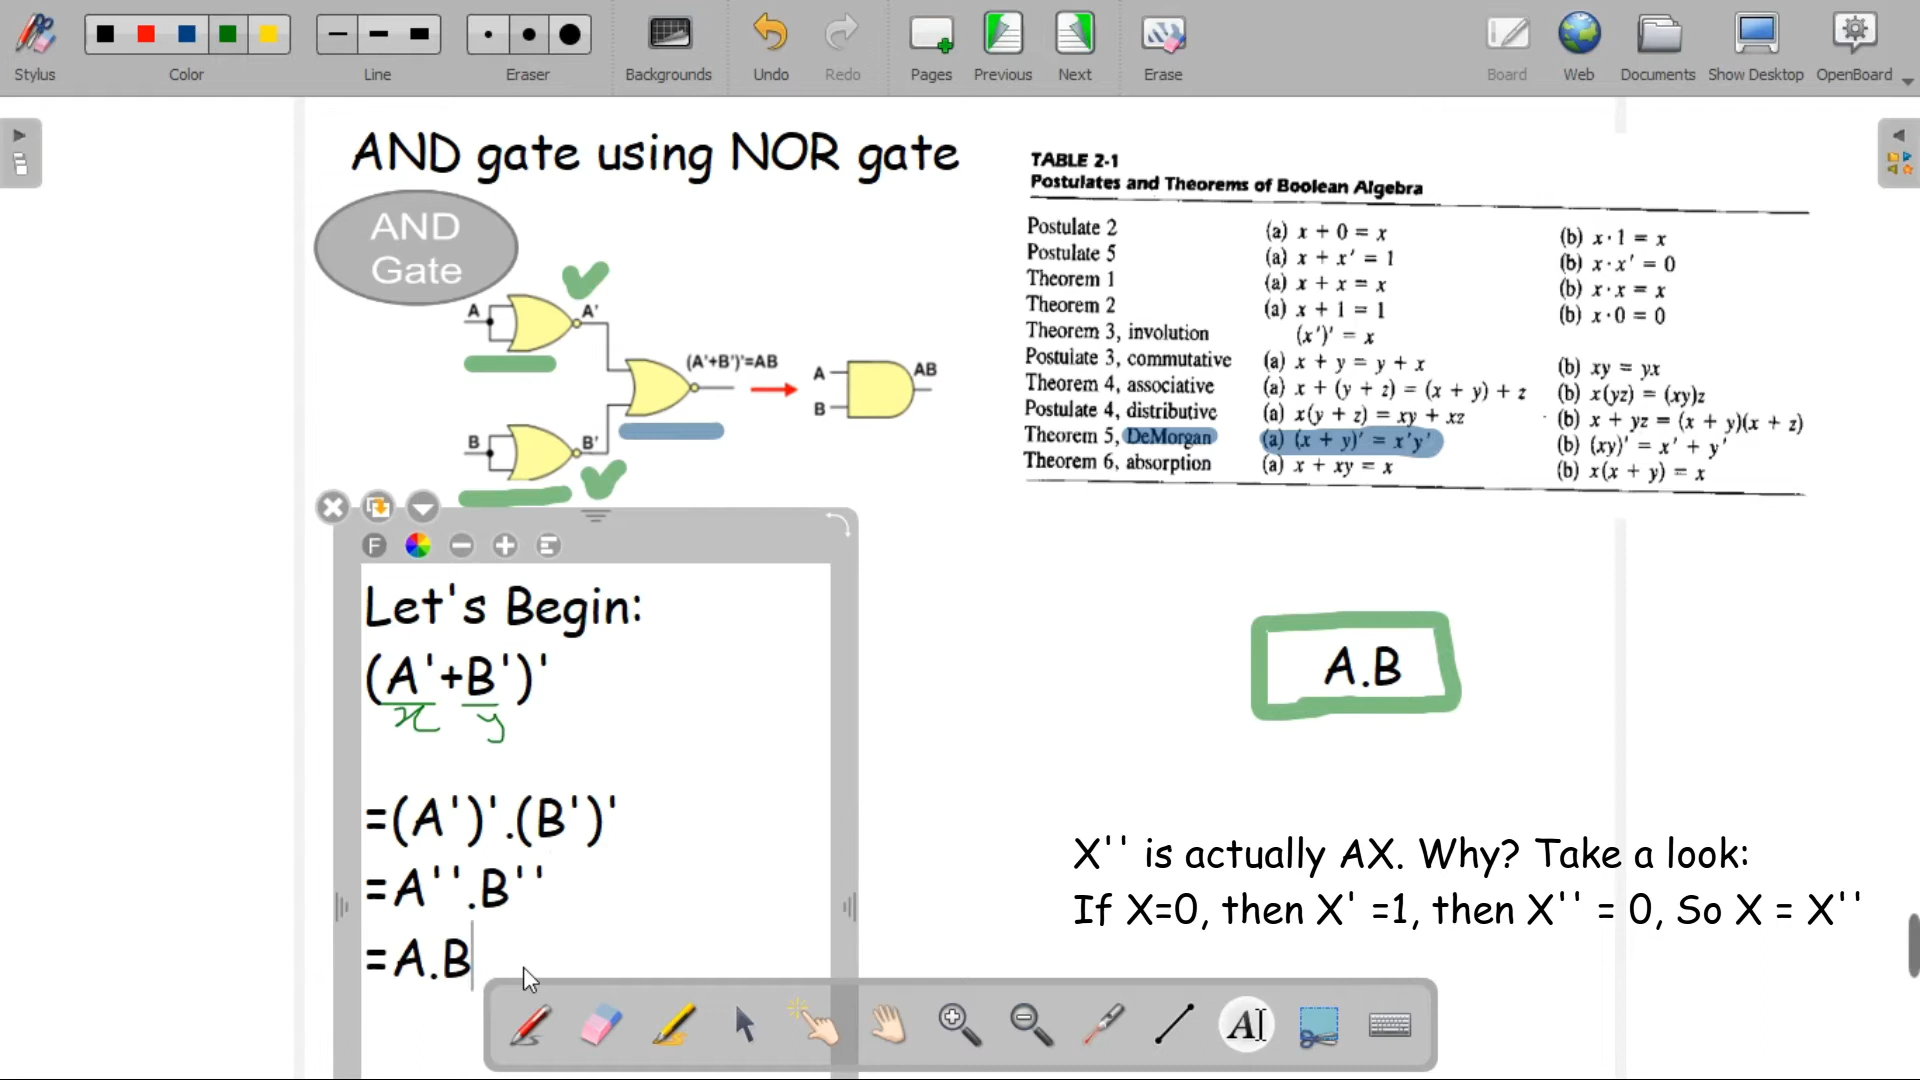 Stylus
Color
Line
Eraser
Backgrounds
Undo
Redo
Pages
Previous
Next
Erase
Board
Web
Documents
Show Desktop
OpenBoard
AND gate using NOR gate
AND
Gate
A
A'
B
B'
(A'+B')'=AB
A
B
AB
TABLE 2-1
Postulates and Theorems of Boolean Algebra
Postulate 2 (a) x + 0 = x (b) x · 1 = x
Postulate 5 (a) x + x' = 1 (b) x · x' = 0
Theorem 1 (a) x + x = x (b) x · x = x
Theorem 2 (a) x + 1 = 1 (b) x · 0 = 0
Theorem 3, involution (x')' = x
Postulate 3, commutative (a) x + y = y + x (b) xy = yx
Theorem 4, associative (a) x + (y + z) = (x + y) + z (b) x(yz) = (xy)z
Postulate 4, distributive (a) x(y + z) = xy + xz (b) x + yz = (x + y)(x + z)
Theorem 5, DeMorgan (a) (x + y)' = x'y' (b) (xy)' = x' + y'
Theorem 6, absorption (a) x + xy = x (b) x(x + y) = x
F
Let's Begin:
(A'+B')'
x y
=(A')'.(B')'
=A''.B''
=A.B
A.B
X'' is actually AX. Why? Take a look:
If X=0, then X' =1, then X'' = 0, So X = X''
AI